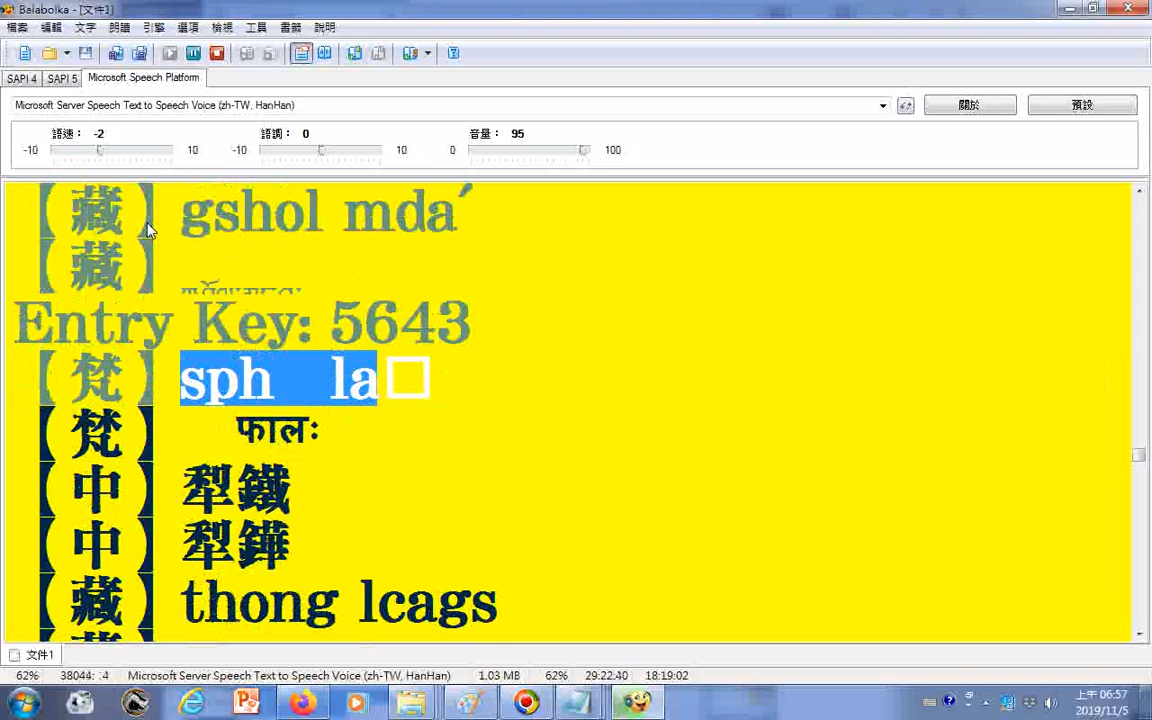 Balabolka - [文件1]
檔案 編輯 文字 朗讀 引擎 選項 檢視 工具 書籤 說明
SAPI 4 SAPI 5 Microsoft Speech Platform
Microsoft Server Speech Text to Speech Voice (zh-TW, HanHan) 關於 預設
語速： -2 語調： 0 音量： 95
-10 10 -10 10 0 100
【藏】 gshol mda´
【藏】
Entry Key: 5643
【梵】 sph la□
【梵】 फालः
【中】 犁鐵
【中】 犁鏵
【藏】 thong lcags
文件1
62% 38044: :4 Microsoft Server Speech Text to Speech Voice (zh-TW, HanHan) 1,03 MB 62% 29:22:40 18:19:02
上午 06:57
2019/11/5